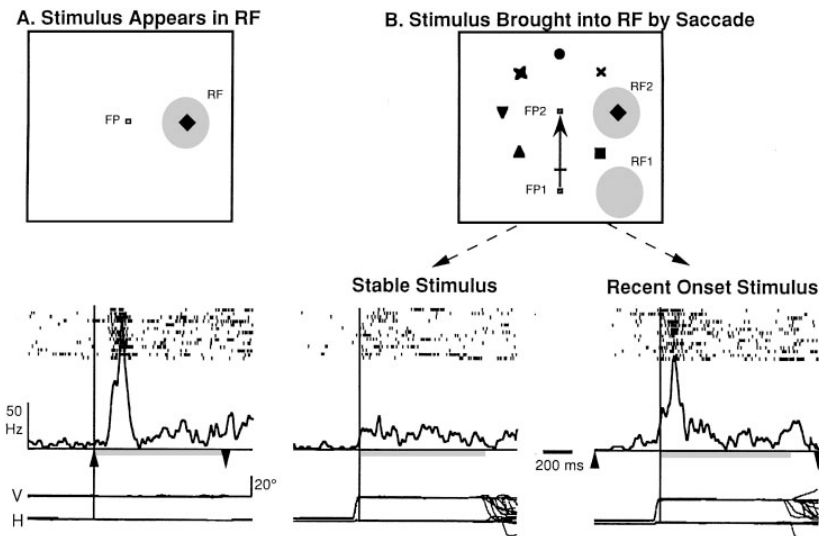 A. Stimulus Appears in RF
RF
FP
B. Stimulus Brought into RF by Saccade
RF2
FP2
RF1
FP1
Stable Stimulus
Recent Onset Stimulus
50
Hz
200 ms
20°
V
H